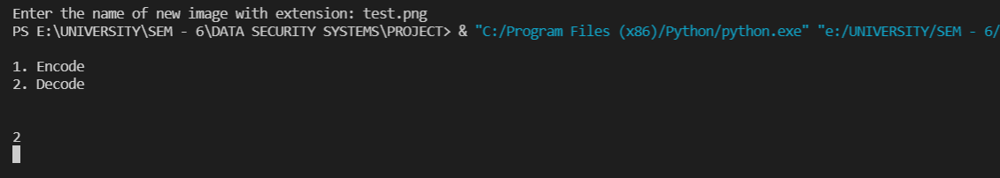 Enter the name of new image with extension: test.png
PS E:\UNIVERSITY\SEM - 6\DATA SECURITY SYSTEMS\PROJECT> & "C:/Program Files (x86)/Python/python.exe" "e:/UNIVERSITY/SEM - 6/
1. Encode
2. Decode
2